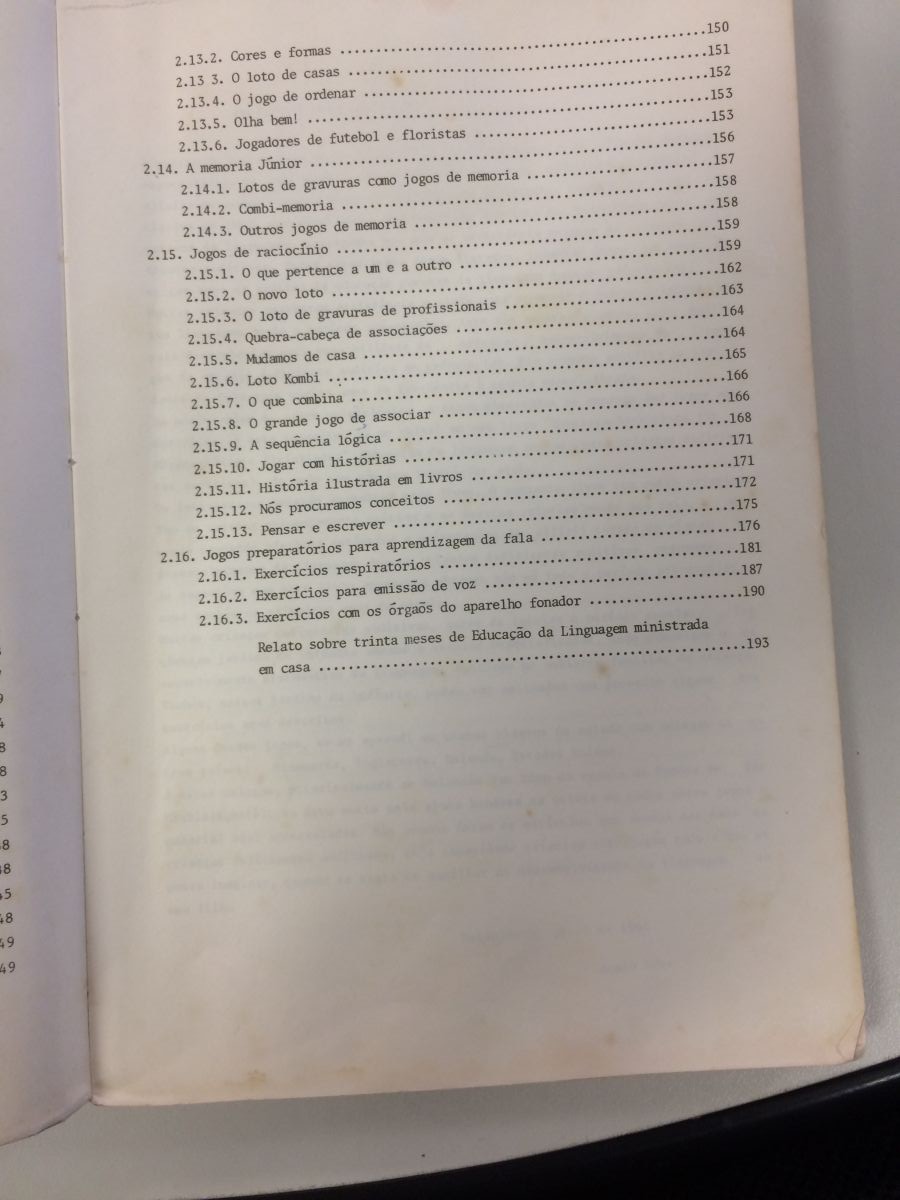 2.13.2. Cores e formas ........................................150
2.13 3. O loto de casas ........................................151
2.13.4. O jogo de ordenar ........................................152
2.13.5. Olha bem! ........................................153
2.13.6. Jogadores de futebol e floristas ..............................153
2.14. A memoria Júnior ........................................156
2.14.1. Lotos de gravuras como jogos de memoria ......................157
2.14.2. Combi-memoria ........................................158
2.14.3. Outros jogos de memoria ..................................158
2.15. Jogos de raciocínio ........................................159
2.15.1. O que pertence a um e a outro ..............................159
2.15.2. O novo loto ........................................162
2.15.3. O loto de gravuras de profissionais ........................163
2.15.4. Quebra-cabeça de associações ..............................164
2.15.5. Mudamos de casa ........................................164
2.15.6. Loto Kombi ........................................165
2.15.7. O que combina ........................................166
2.15.8. O grande jogo de associar ..................................166
2.15.9. A sequência lógica ........................................168
2.15.10. Jogar com histórias ......................................171
2.15.11. História ilustrada em livros ..............................171
2.15.12. Nós procuramos conceitos ..................................172
2.15.13. Pensar e escrever ........................................175
2.16. Jogos preparatórios para aprendizagem da fala ......................176
2.16.1. Exercícios respiratórios ..................................181
2.16.2. Exercícios para emissão de voz ............................187
2.16.3. Exercícios com os órgaõs do aparelho fonador ................190
Relato sobre trinta meses de Educação da Linguagem ministrada
em casa ........................................193